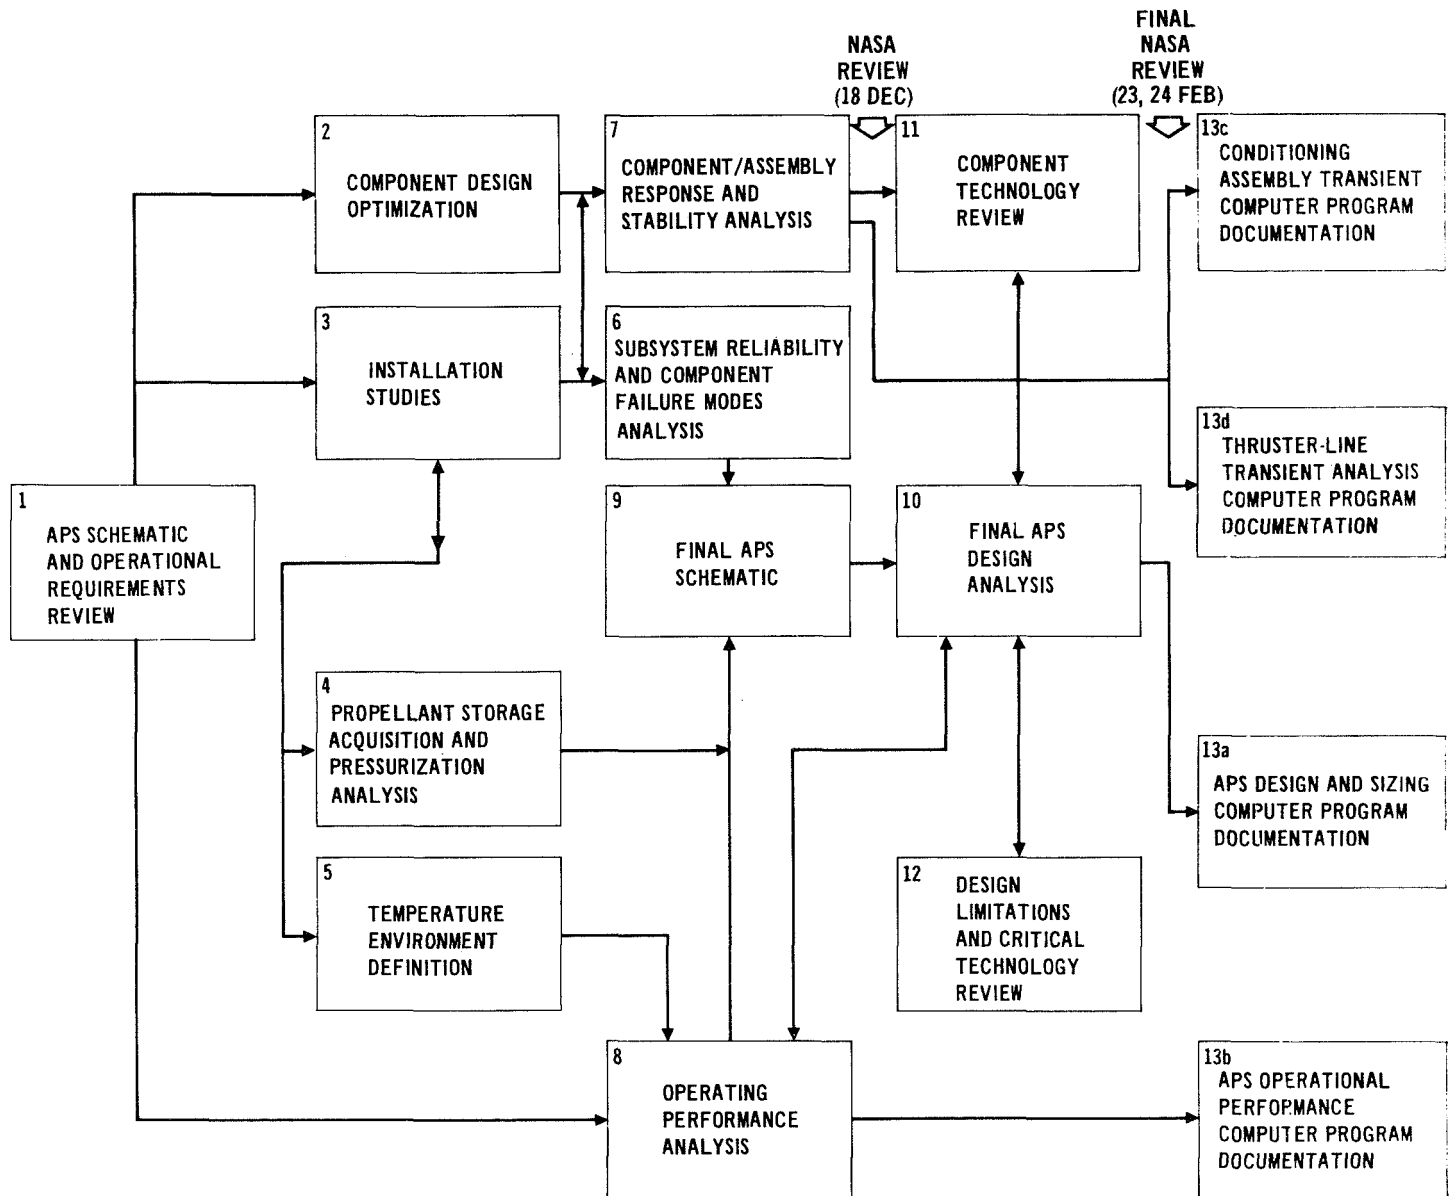 NASA
REVIEW
(18 DEC)
FINAL
NASA
REVIEW
(23, 24 FEB)
2
COMPONENT DESIGN
OPTIMIZATION
7
COMPONENT/ASSEMBLY
RESPONSE AND
STABILITY ANALYSIS
11
COMPONENT
TECHNOLOGY
REVIEW
13c
CONDITIONING
ASSEMBLY TRANSIENT
COMPUTER PROGRAM
DOCUMENTATION
3
INSTALLATION
STUDIES
6
SUBSYSTEM RELIABILITY
AND COMPONENT
FAILURE MODES
ANALYSIS
13d
THRUSTER-LINE
TRANSIENT ANALYSIS
COMPUTER PROGRAM
DOCUMENTATION
1
APS SCHEMATIC
AND OPERATIONAL
REQUIREMENTS
REVIEW
9
FINAL APS
SCHEMATIC
10
FINAL APS
DESIGN
ANALYSIS
4
PROPELLANT STORAGE
ACQUISITION AND
PRESSURIZATION
ANALYSIS
13a
APS DESIGN AND SIZING
COMPUTER PROGRAM
DOCUMENTATION
5
TEMPERATURE
ENVIRONMENT
DEFINITION
12
DESIGN
LIMITATIONS
AND CRITICAL
TECHNOLOGY
REVIEW
8
OPERATING
PERFORMANCE
ANALYSIS
13b
APS OPERATIONAL
PERFORMANCE
COMPUTER PROGRAM
DOCUMENTATION